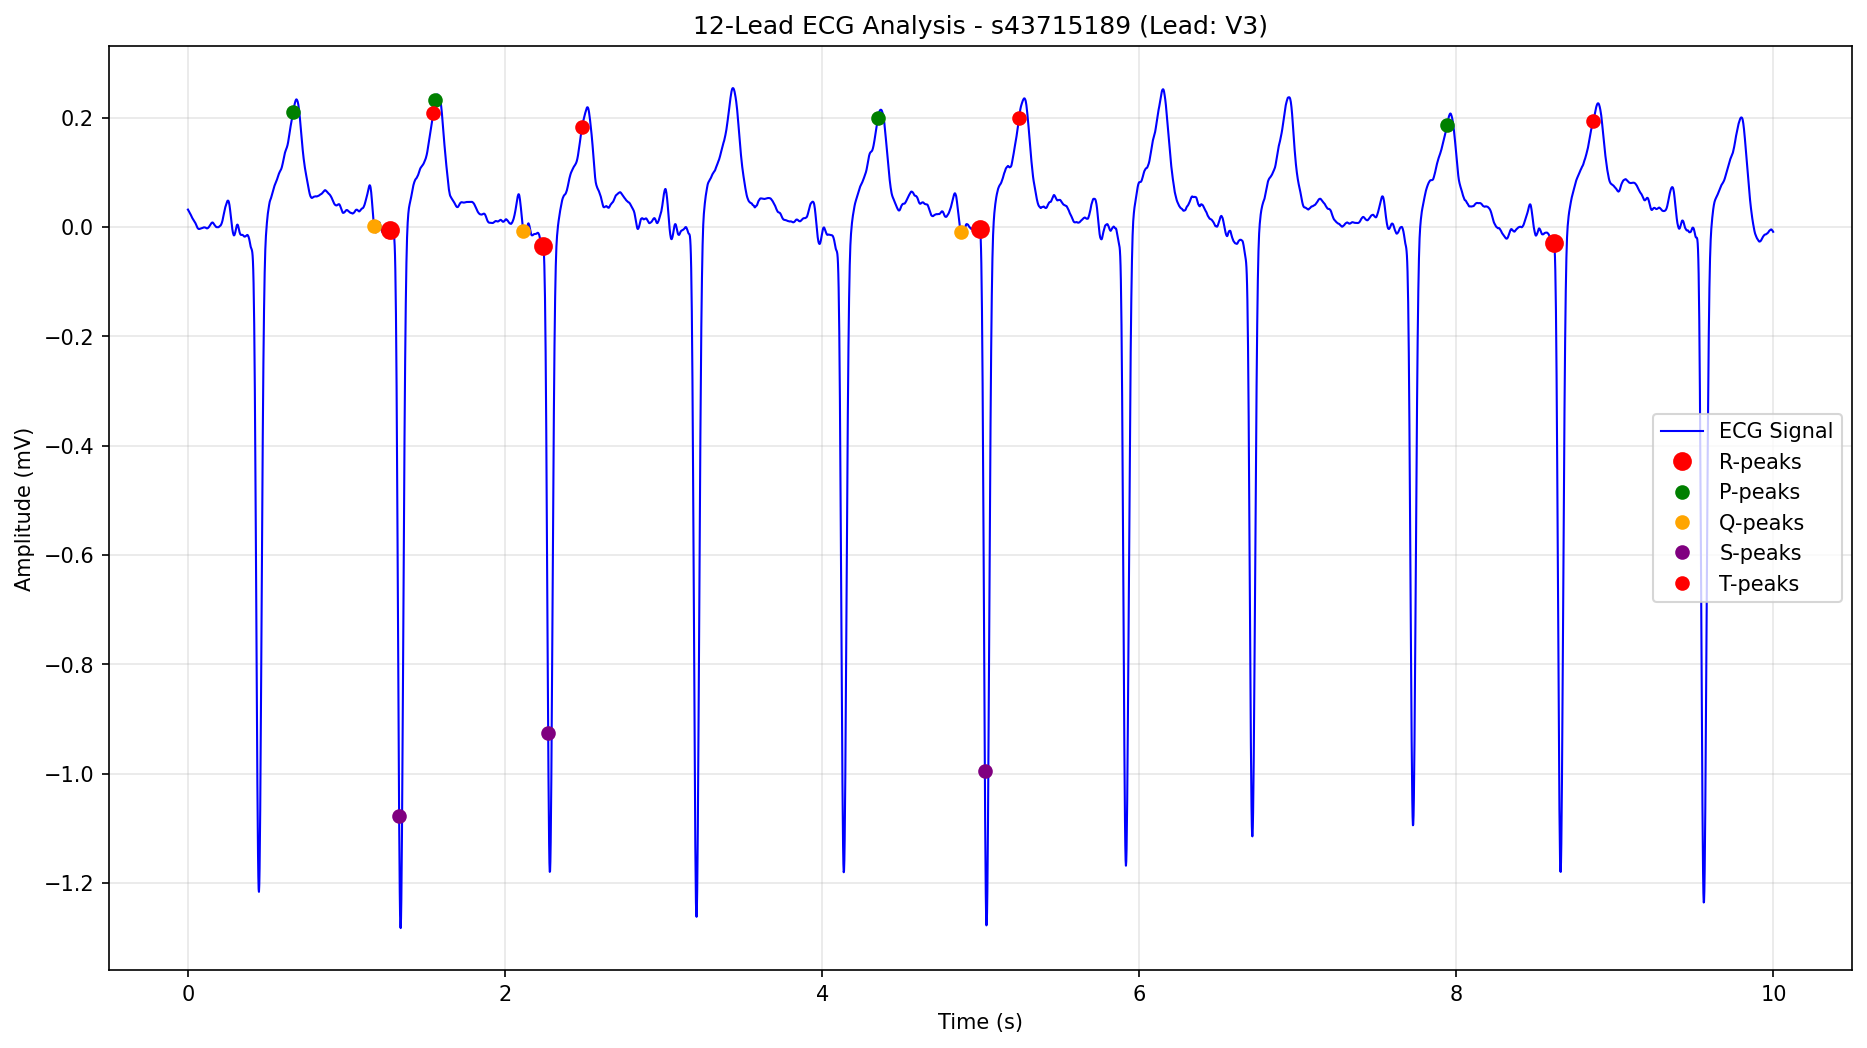 12-Lead ECG Analysis - s43715189 (Lead: V3)
0.2
0.0
−0.2
−0.4
−0.6
−0.8
−1.0
−1.2
Amplitude (mV)
ECG Signal
R-peaks
P-peaks
Q-peaks
S-peaks
T-peaks
0 2 4 6 8 10
Time (s)